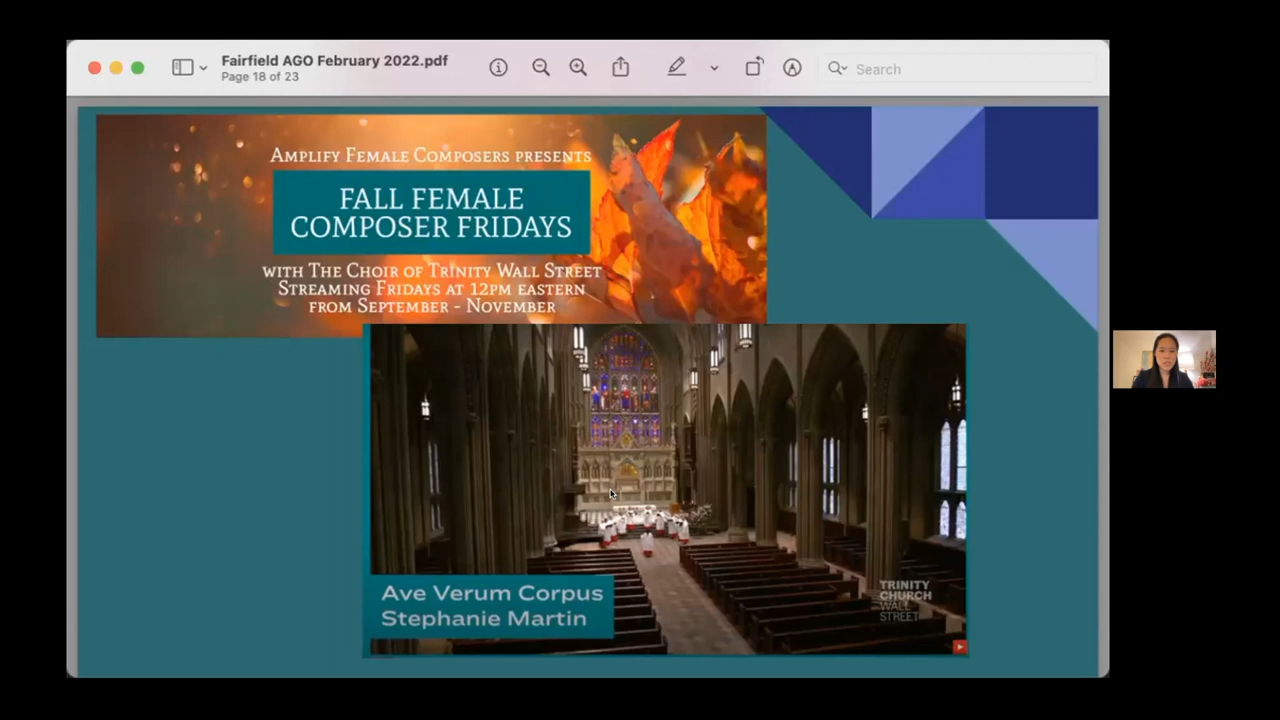 Fairfield AGO February 2022.pdf
Page 18 of 23
Search
AMPLIFY FEMALE COMPOSERS PRESENTS
FALL FEMALE
COMPOSER FRIDAYS
WITH THE CHOIR OF TRINITY WALL STREET
STREAMING FRIDAYS AT 12PM EASTERN
FROM SEPTEMBER - NOVEMBER
Ave Verum Corpus
Stephanie Martin
TRINITY
CHURCH
WALL
STREET